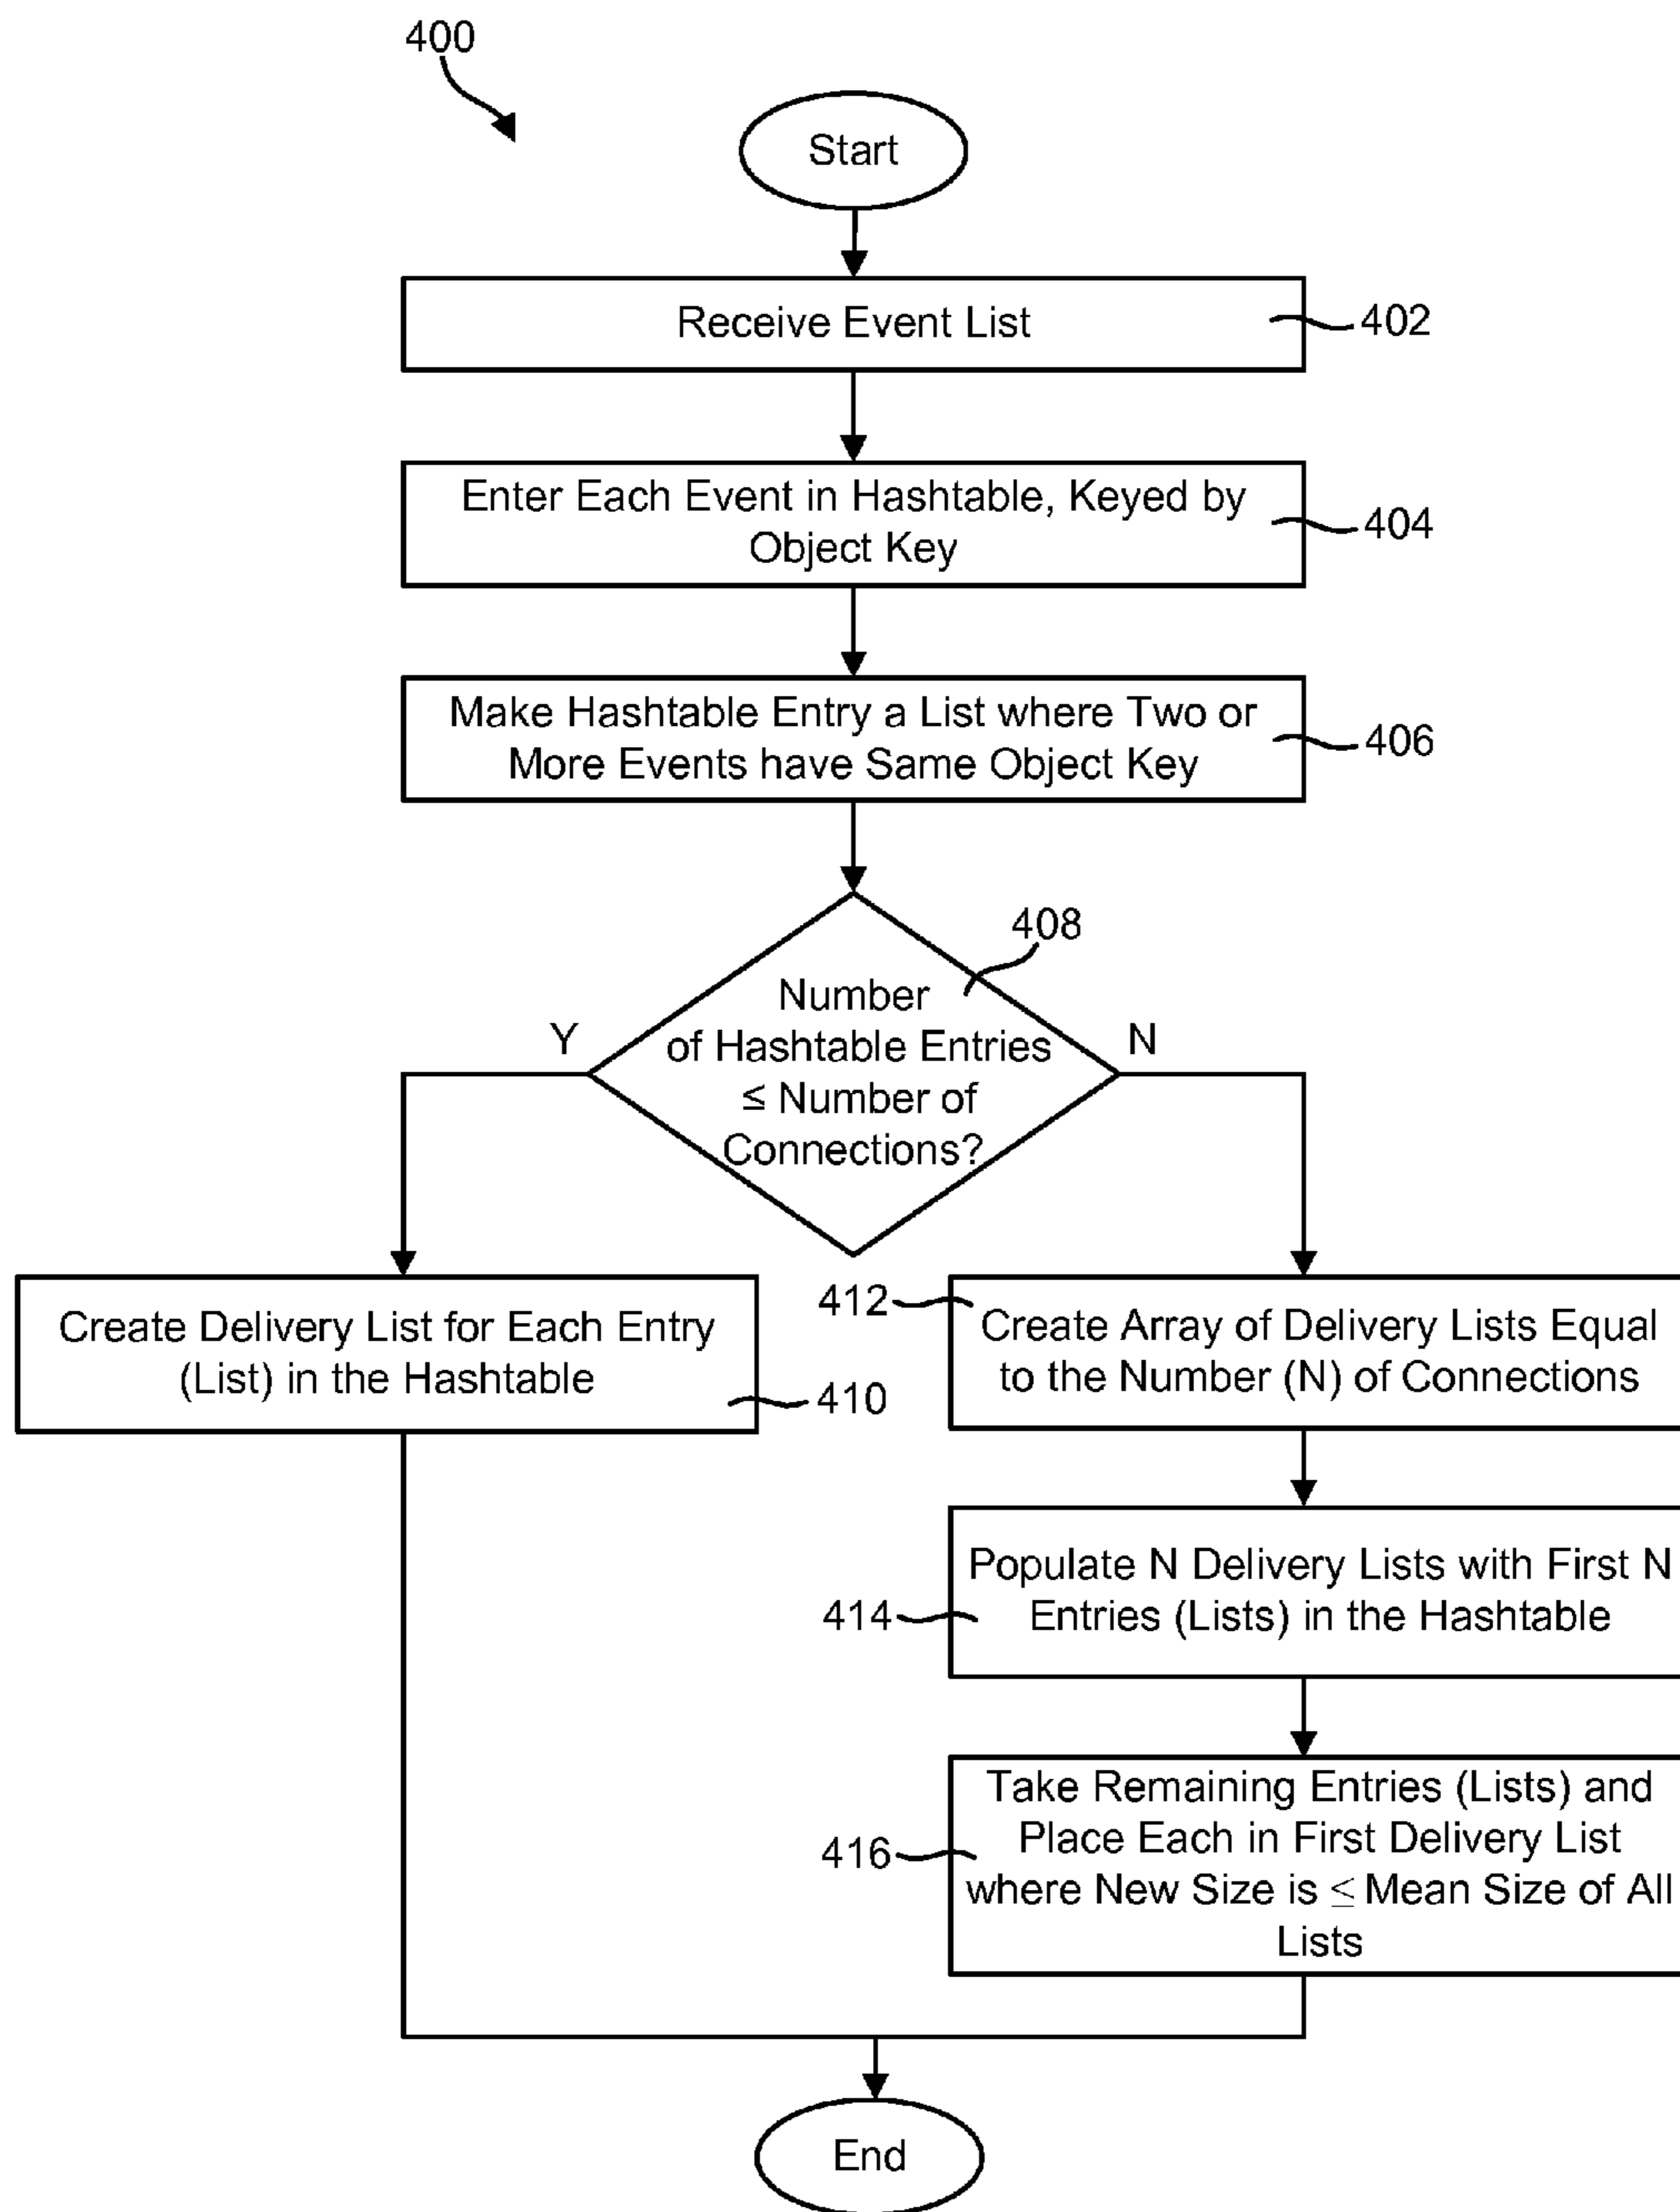 400
Start
Receive Event List
402
Enter Each Event in Hashtable, Keyed by
Object Key
404
Make Hashtable Entry a List where Two or
More Events have Same Object Key
406
408
Number
of Hashtable Entries
≤ Number of
Connections?
Y
N
Create Delivery List for Each Entry
(List) in the Hashtable
410
412
Create Array of Delivery Lists Equal
to the Number (N) of Connections
Populate N Delivery Lists with First N
Entries (Lists) in the Hashtable
414
Take Remaining Entries (Lists) and
Place Each in First Delivery List
where New Size is ≤ Mean Size of All
Lists
416
End